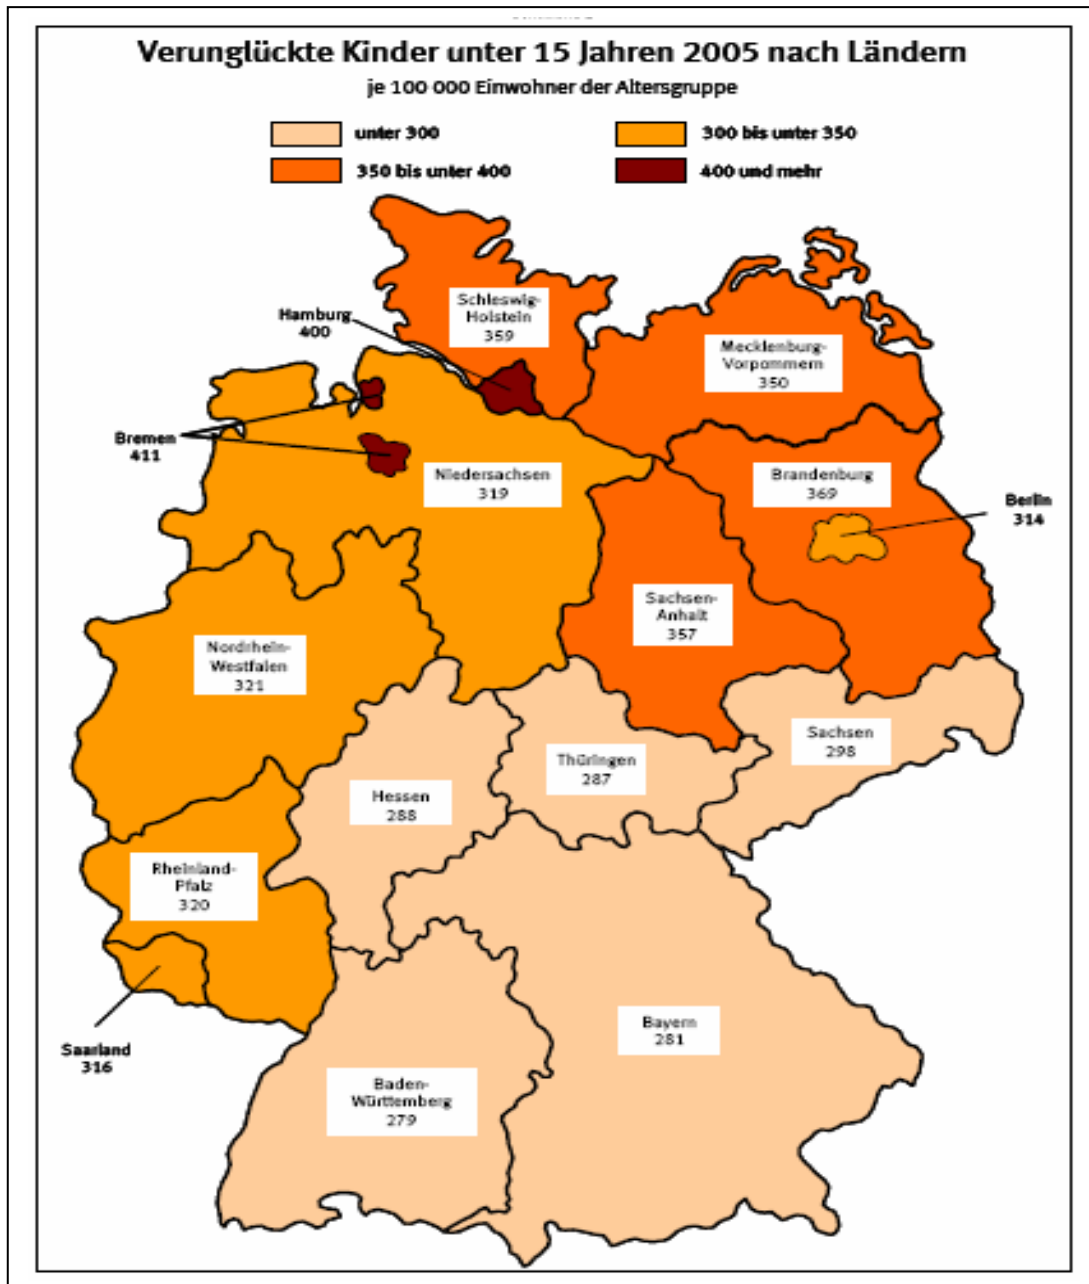 Verunglückte Kinder unter 15 Jahren 2005 nach Ländern
je 100 000 Einwohner der Altersgruppe
unter 300
300 bis unter 350
350 bis unter 400
400 und mehr
Schleswig-
Holstein
359
Hamburg
400
Mecklenburg-
Vorpommern
350
Bremen
411
Niedersachsen
319
Brandenburg
369
Berlin
314
Sachsen-
Anhalt
357
Nordrhein-
Westfalen
321
Sachsen
298
Thüringen
287
Hessen
288
Rheinland-
Pfalz
320
Saarland
316
Bayern
281
Baden-
Württemberg
279